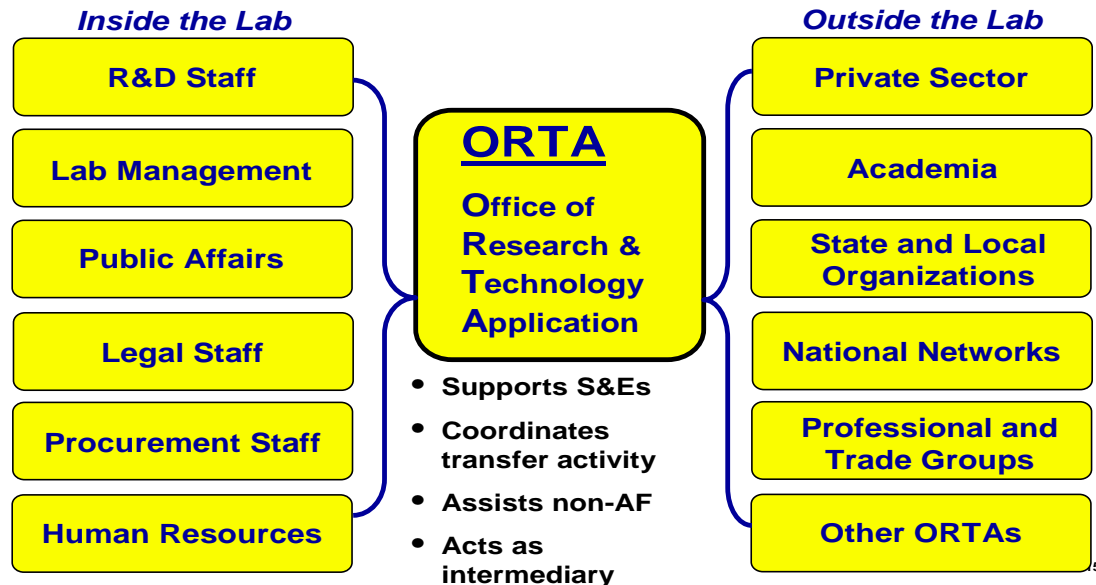 Inside the Lab
R&D Staff
Lab Management
Public Affairs
Legal Staff
Procurement Staff
Human Resources
ORTA
Office of
Research &
Technology
Application
• Supports S&Es
• Coordinates
transfer activity
• Assists non-AF
• Acts as
intermediary
Outside the Lab
Private Sector
Academia
State and Local
Organizations
National Networks
Professional and
Trade Groups
Other ORTAs